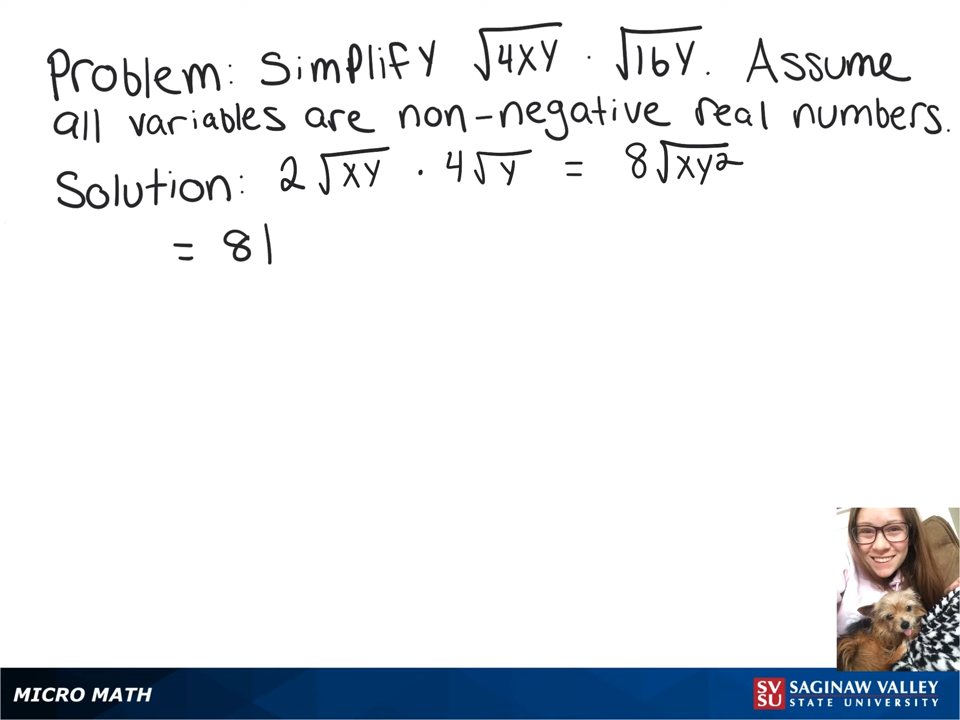 Problem: Simplify √4xy · √16y. Assume
all variables are non-negative real numbers.
Solution: 2√xy · 4√y = 8√xy²
= 8|
MICRO MATH
SVSU SAGINAW VALLEY
STATE UNIVERSITY